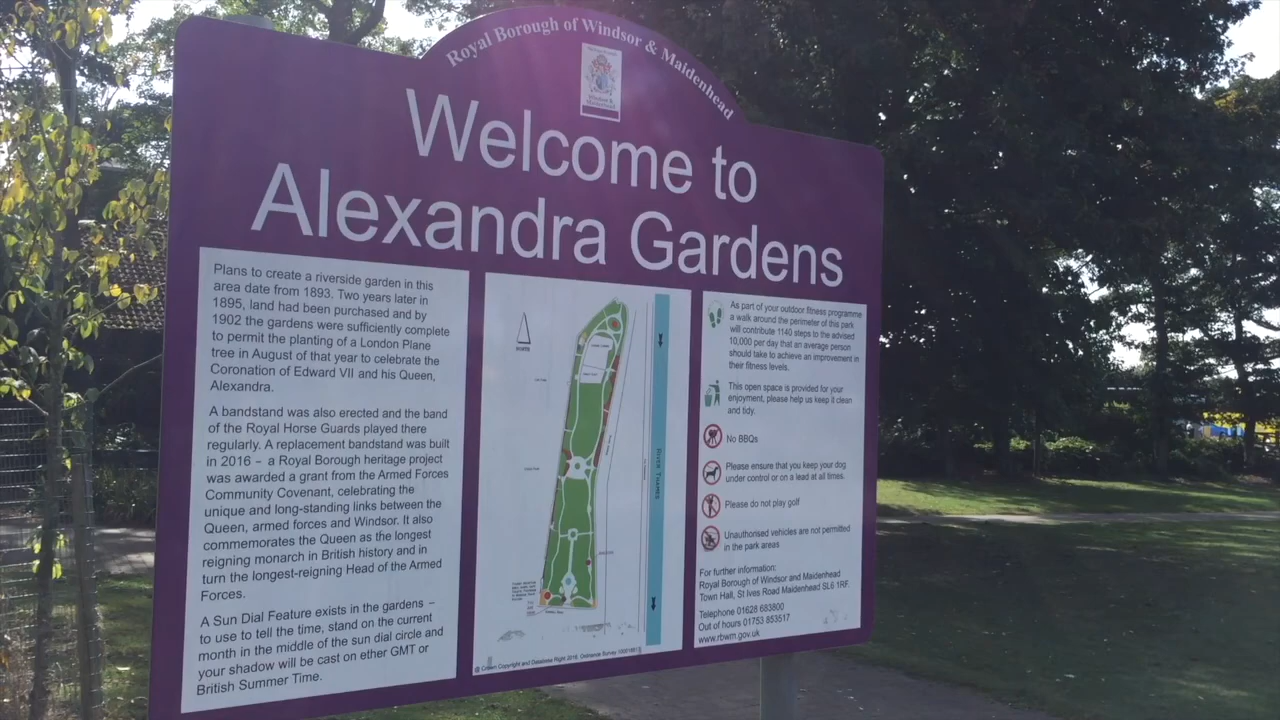 Royal Borough of Windsor & Maidenhead
Welcome to
Alexandra Gardens
Plans to create a riverside garden in this
area date from 1893. Two years later in
1895, land had been purchased and by
1902 the gardens were sufficiently complete
to permit the planting of a London Plane
tree in August of that year to celebrate the
Coronation of Edward VII and his Queen,
Alexandra.
A bandstand was also erected and the band
of the Royal Horse Guards played there
regularly. A replacement bandstand was built
in 2016 – a Royal Borough heritage project
was awarded a grant from the Armed Forces
Community Covenant, celebrating the
unique and long-standing links between the
Queen, armed forces and Windsor. It also
commemorates the Queen as the longest
reigning monarch in British history and in
turn the longest-reigning Head of the Armed
Forces.
A Sun Dial Feature exists in the gardens –
to use to tell the time, stand on the current
month in the middle of the sun dial circle and
your shadow will be cast on ether GMT or
British Summer Time.
NORTH
RIVER THAMES
© Crown Copyright and Database Right 2016. Ordnance Survey
As part of your outdoor fitness programme
a walk around the perimeter of this park
will contribute 1140 steps to the advised
10,000 per day that an average person
should take to achieve an improvement in
their fitness levels.
This open space is provided for your
enjoyment, please help us keep it clean
and tidy.
No BBQs
Please ensure that you keep your dog
under control or on a lead at all times.
Please do not play golf
Unauthorised vehicles are not permitted
in the park areas
For further information:
Royal Borough of Windsor and Maidenhead
Town Hall, St Ives Road Maidenhead SL6 1RF.
Telephone 01628 683800
Out of hours 01753 853517
www.rbwm.gov.uk